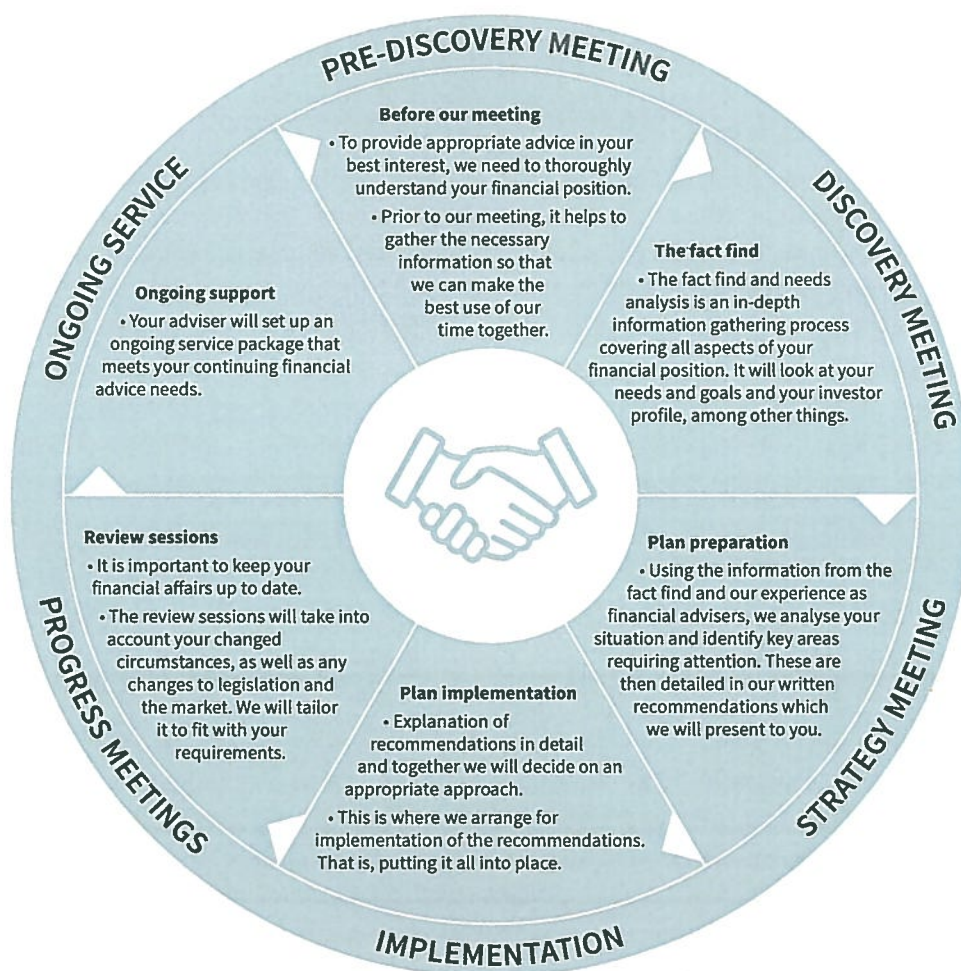 PRE-DISCOVERY MEETING
Before our meeting
• To provide appropriate advice in your
best interest, we need to thoroughly
understand your financial position.
• Prior to our meeting, it helps to
gather the necessary
information so that
we can make the
best use of our
time together.
DISCOVERY MEETING
The fact find
• The fact find and needs
analysis is an in-depth
information gathering process
covering all aspects of your
financial position. It will look at your
needs and goals and your investor
profile, among other things.
STRATEGY MEETING
Plan preparation
• Using the information from the
fact find and our experience as
financial advisers, we analyse your
situation and identify key areas
requiring attention. These are
then detailed in our written
recommendations which
we will present to you.
IMPLEMENTATION
Plan implementation
• Explanation of
recommendations in detail
and together we will decide on an
appropriate approach.
• This is where we arrange for
implementation of the recommendations.
That is, putting it all into place.
PROGRESS MEETINGS
Review sessions
• It is important to keep your
financial affairs up to date.
• The review sessions will take into
account your changed
circumstances, as well as any
changes to legislation and
the market. We will tailor
it to fit with your
requirements.
ONGOING SERVICE
Ongoing support
• Your adviser will set up an
ongoing service package that
meets your continuing financial
advice needs.